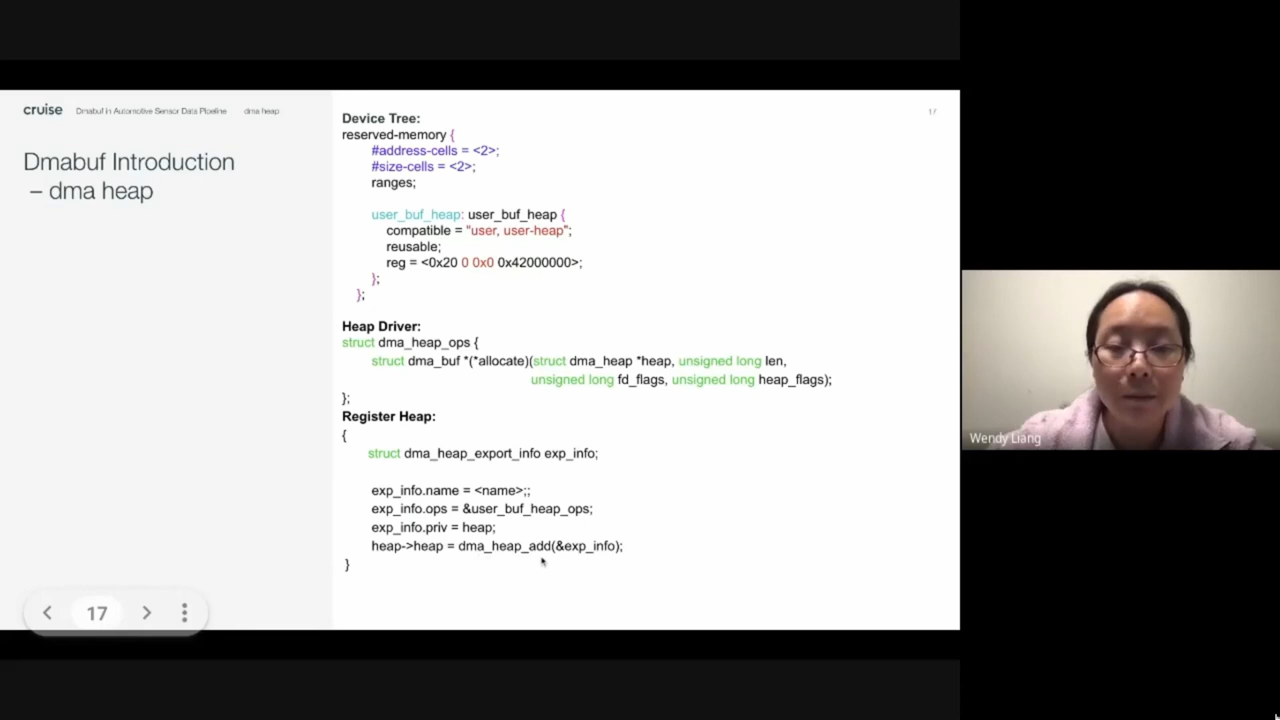 cruise Dmabuf in Automotive Sensor Data Pipeline dma heap 17
Dmabuf Introduction
– dma heap
Device Tree:
reserved-memory {
#address-cells = <2>;
#size-cells = <2>;
ranges;
user_buf_heap: user_buf_heap {
compatible = "user, user-heap";
reusable;
reg = <0x20 0 0x0 0x42000000>;
};
};
Heap Driver:
struct dma_heap_ops {
struct dma_buf *(*allocate)(struct dma_heap *heap, unsigned long len,
unsigned long fd_flags, unsigned long heap_flags);
};
Register Heap:
{
struct dma_heap_export_info exp_info;
exp_info.name = <name>;;
exp_info.ops = &user_buf_heap_ops;
exp_info.priv = heap;
heap->heap = dma_heap_add(&exp_info);
}
17
Wendy Liang